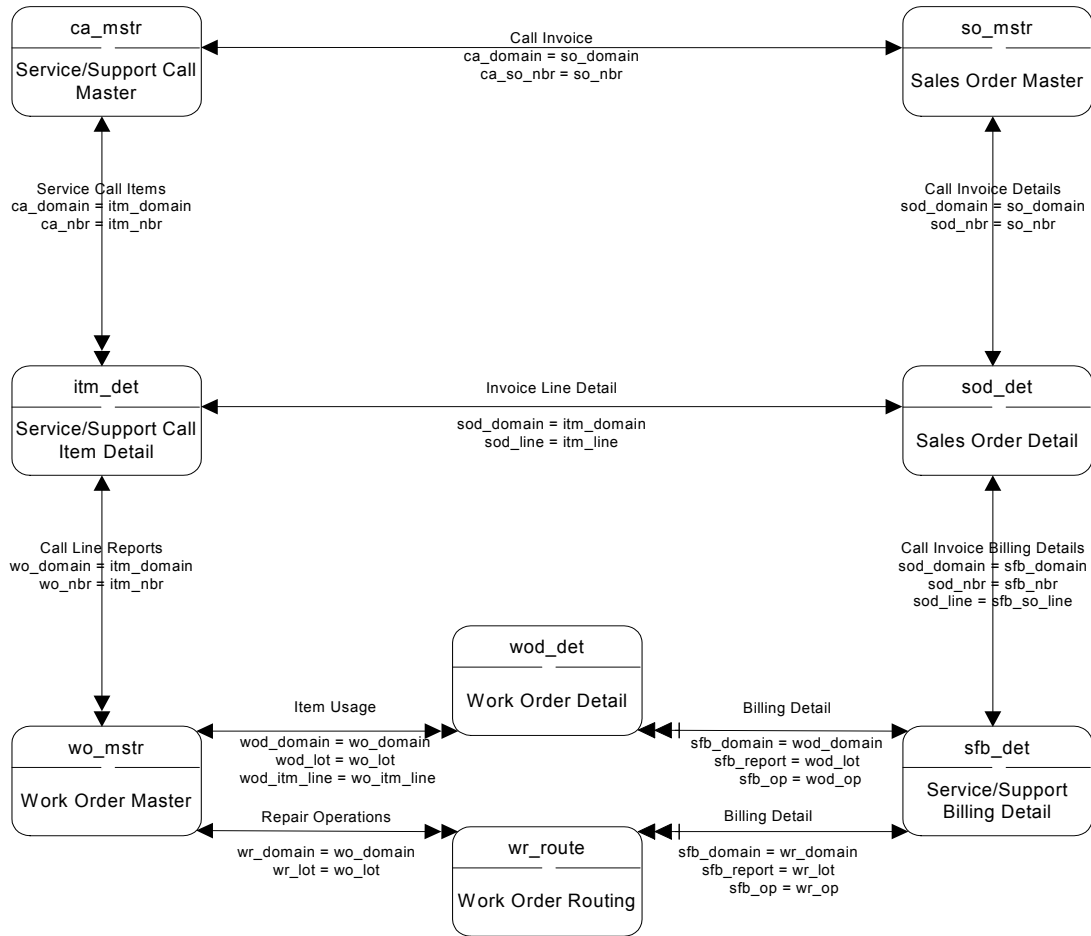 ca_mstr
Service/Support Call
Master
Call Invoice
ca_domain = so_domain
ca_so_nbr = so_nbr
so_mstr
Sales Order Master
Service Call Items
ca_domain = itm_domain
ca_nbr = itm_nbr
Call Invoice Details
sod_domain = so_domain
sod_nbr = so_nbr
itm_det
Service/Support Call
Item Detail
Invoice Line Detail
sod_domain = itm_domain
sod_line = itm_line
sod_det
Sales Order Detail
Call Line Reports
wo_domain = itm_domain
wo_nbr = itm_nbr
Call Invoice Billing Details
sod_domain = sfb_domain
sod_nbr = sfb_nbr
sod_line = sfb_so_line
wod_det
Work Order Detail
wo_mstr
Work Order Master
Item Usage
wod_domain = wo_domain
wod_lot = wo_lot
wod_itm_line = wo_itm_line
Billing Detail
sfb_domain = wod_domain
sfb_report = wod_lot
sfb_op = wod_op
sfb_det
Service/Support
Billing Detail
Repair Operations
wr_domain = wo_domain
wr_lot = wo_lot
wr_route
Work Order Routing
Billing Detail
sfb_domain = wr_domain
sfb_report = wr_lot
sfb_op = wr_op